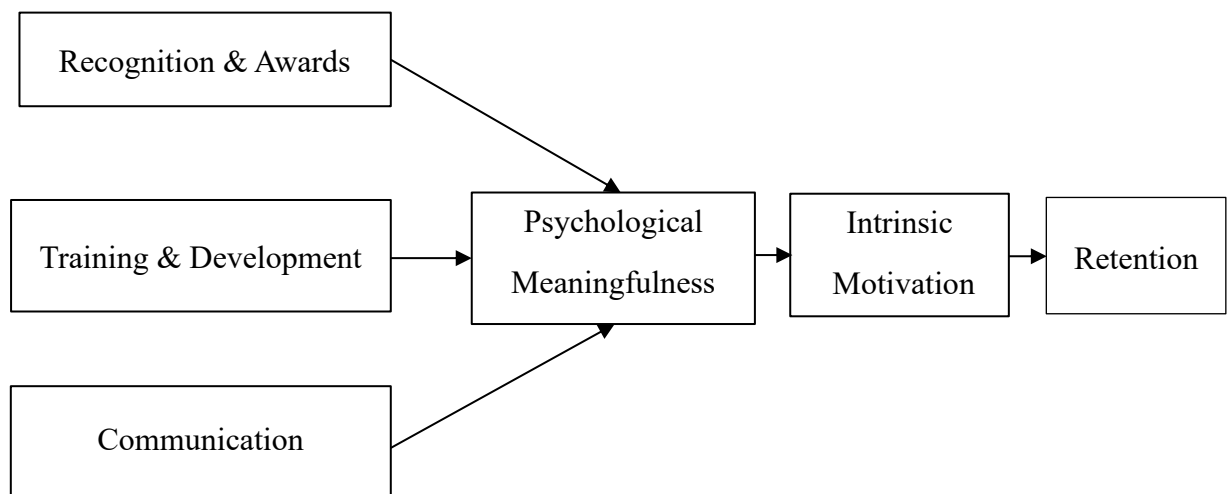 Recognition & Awards
Training & Development
Communication
Psychological
Meaningfulness
Intrinsic
Motivation
Retention